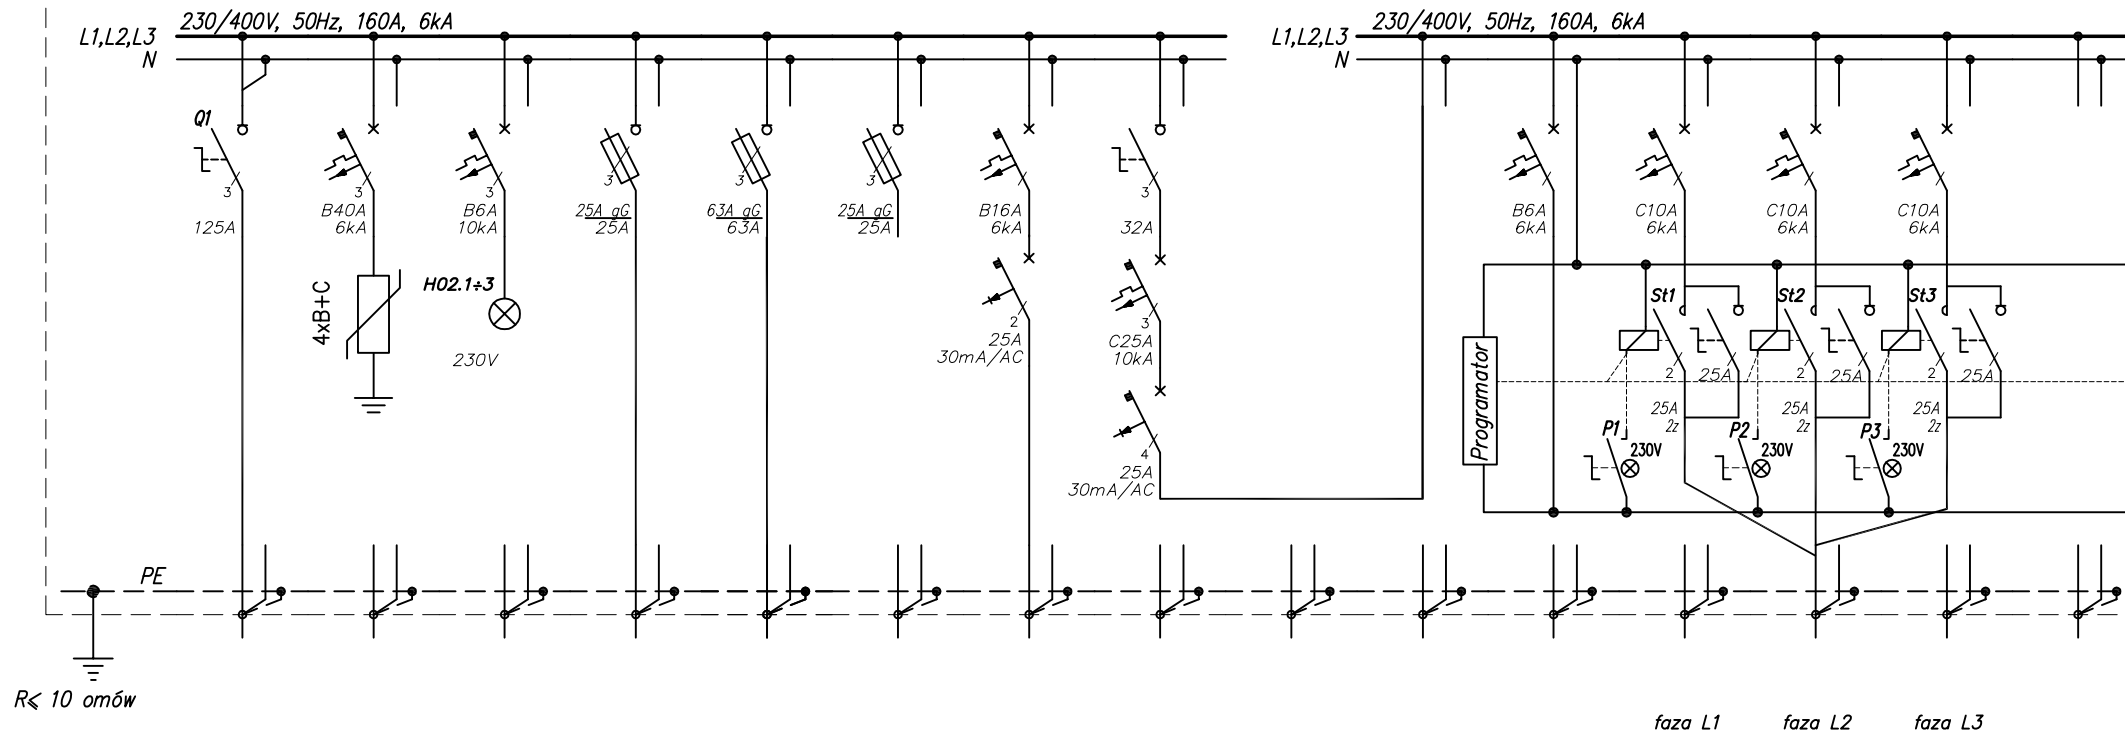 230/400V, 50Hz, 160A, 6kA
230/400V, 50Hz, 160A, 6kA
L1,L2,L3
L1,L2,L3
N
N
Q1
3
3
3
3
3
3
3
125A
B40A
6kA
B6A
10kA
25A gG
25A
63A gG
63A
25A gG
25A
B16A
6kA
32A
B6A
6kA
C10A
6kA
C10A
6kA
C10A
6kA
4xB+C
H02.1÷3
230V
2
25A
30mA/AC
3
C25A
10kA
4
25A
30mA/AC
Programator
St1
St2
St3
2
25A
2
25A
2
25A
25A
2z
25A
2z
25A
2z
P1
230V
P2
230V
P3
230V
PE
R⩽ 10 omów
faza L1
faza L2
faza L3